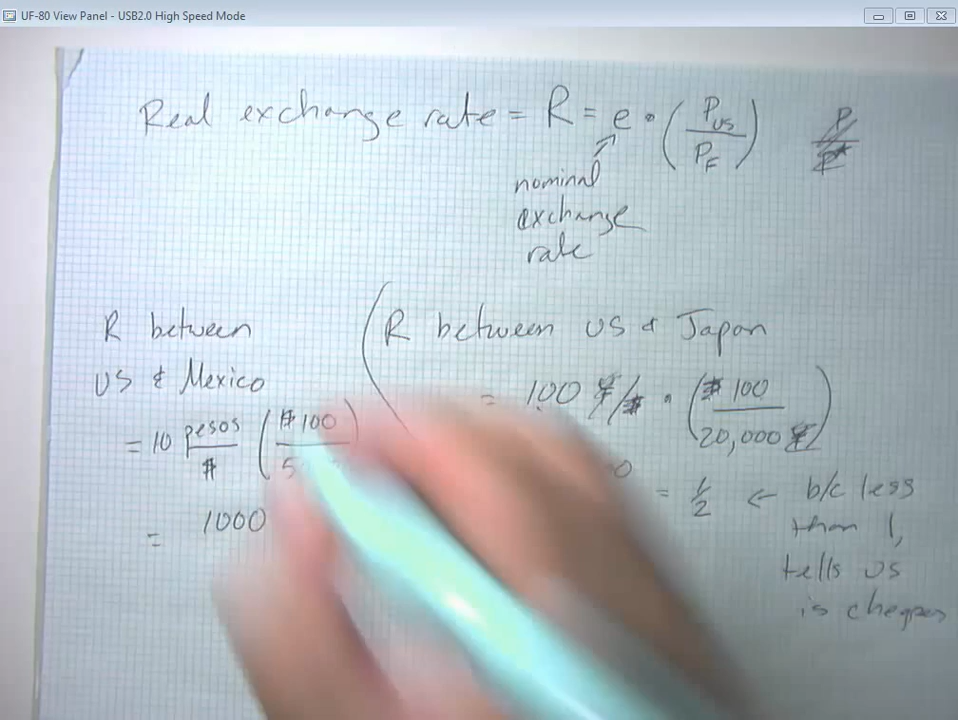 UF-80 View Panel - USB2.0 High Speed Mode
Real exchange rate = R = e • (P_US / P_F)
nominal
exchange
rate
R between
US & Mexico
= 10 pesos/$ ($100 / 5
= 1000
R between US & Japan
= 100 ¥/$ • ($100 / 20,000 ¥)
= 1/2 ← b/c less
than 1,
tells us
is cheaper